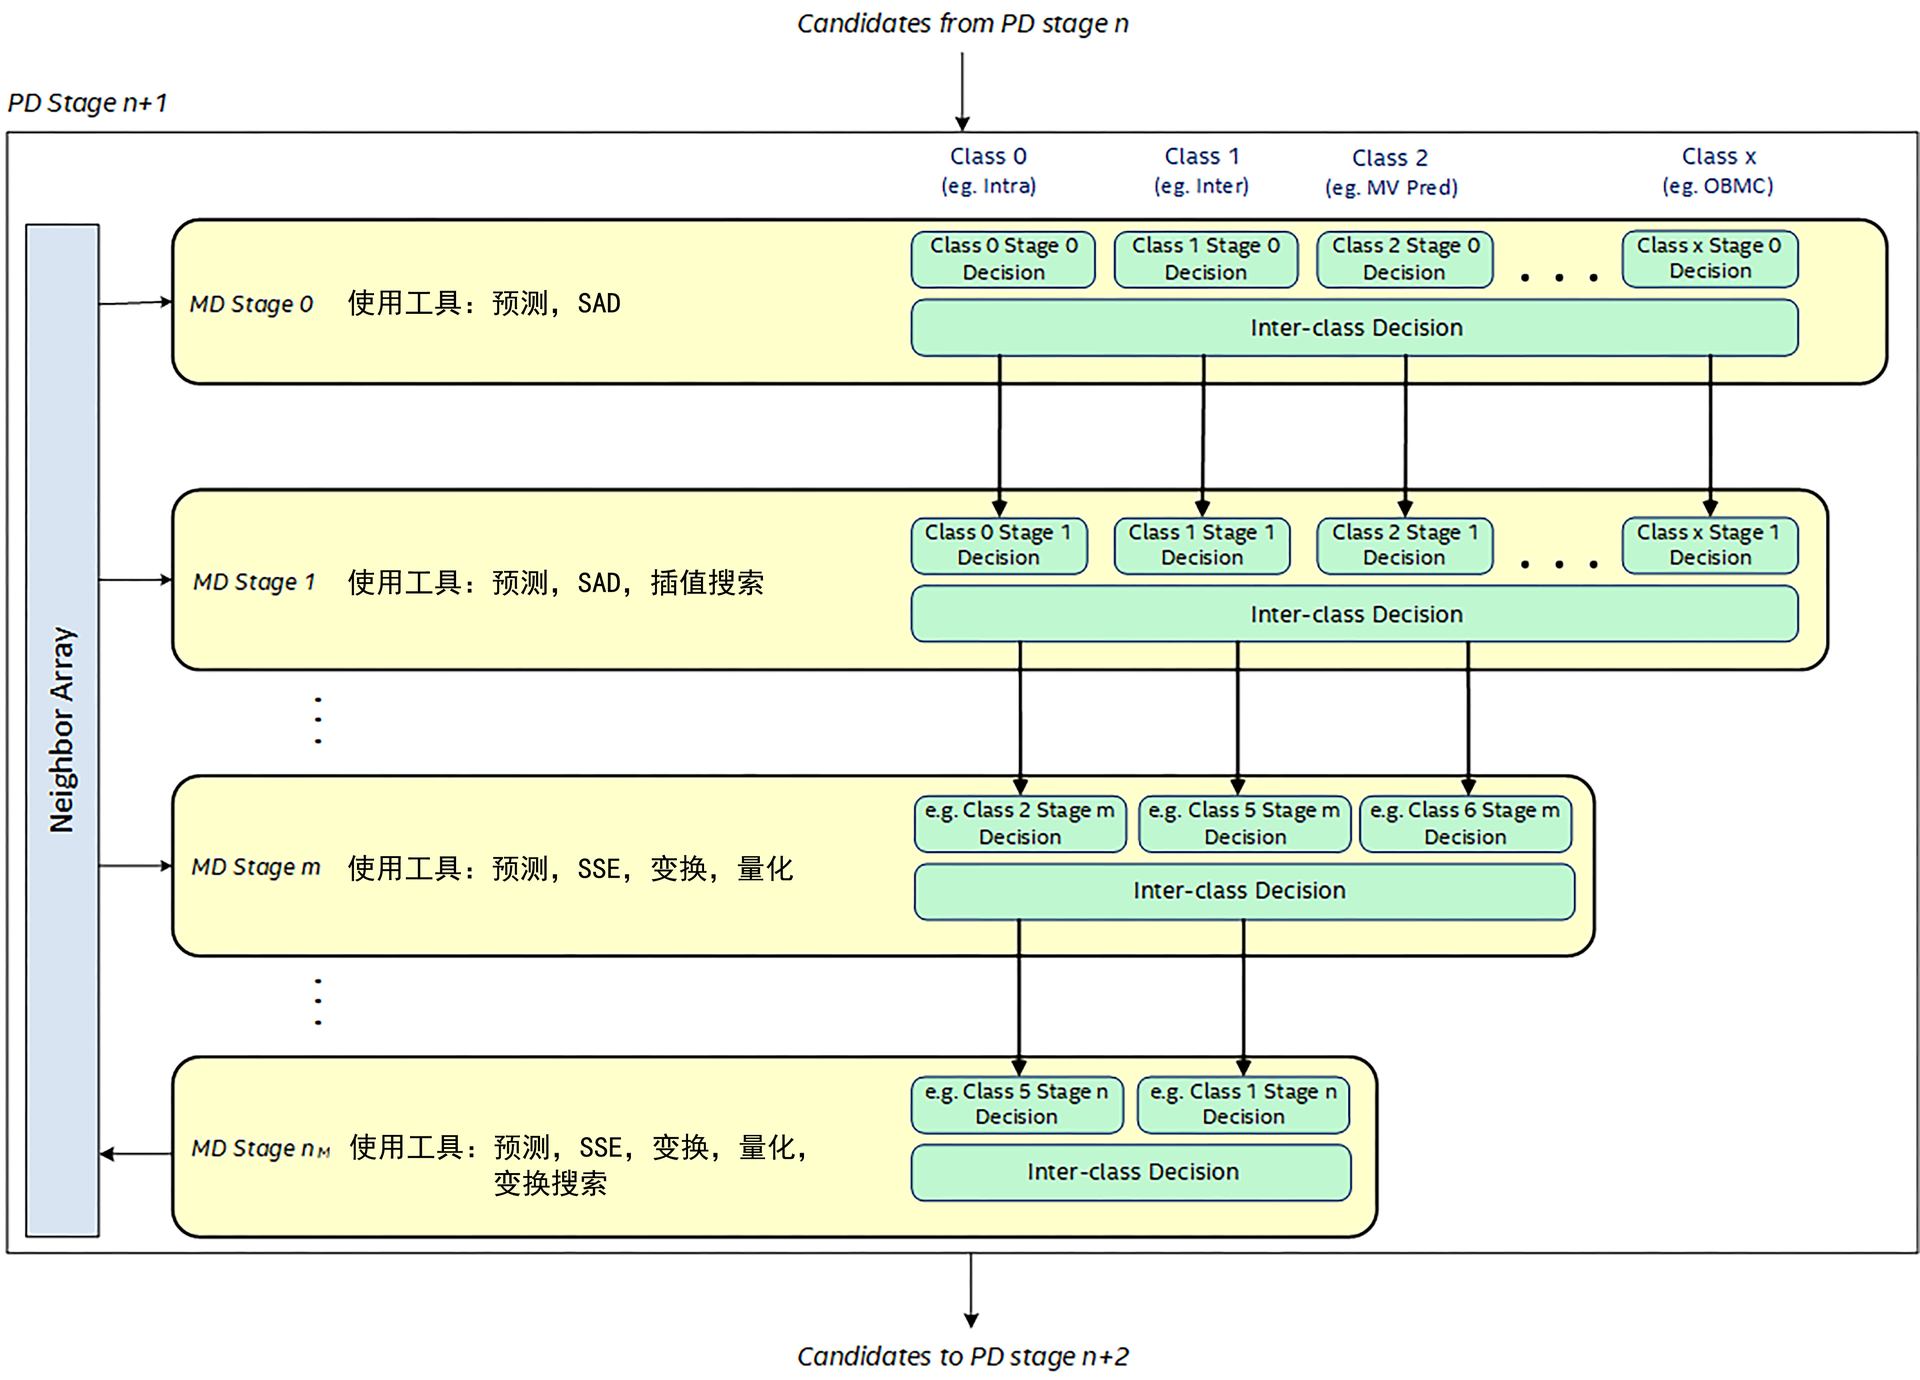 Candidates from PD stage n
PD Stage n+1
Class 0
(eg. Intra)
Class 1
(eg. Inter)
Class 2
(eg. MV Pred)
Class x
(eg. OBMC)
Neighbor Array
MD Stage 0
使用工具：预测，SAD
Class 0 Stage 0
Decision
Class 1 Stage 0
Decision
Class 2 Stage 0
Decision
. . .
Class x Stage 0
Decision
Inter-class Decision
MD Stage 1
使用工具：预测，SAD，插值搜索
Class 0 Stage 1
Decision
Class 1 Stage 1
Decision
Class 2 Stage 1
Decision
. . .
Class x Stage 1
Decision
Inter-class Decision
MD Stage m
使用工具：预测，SSE，变换，量化
e.g. Class 2 Stage m
Decision
e.g. Class 5 Stage m
Decision
e.g. Class 6 Stage m
Decision
Inter-class Decision
MD Stage n M
使用工具：预测，SSE，变换，量化，
变换搜索
e.g. Class 5 Stage n
Decision
e.g. Class 1 Stage n
Decision
Inter-class Decision
Candidates to PD stage n+2